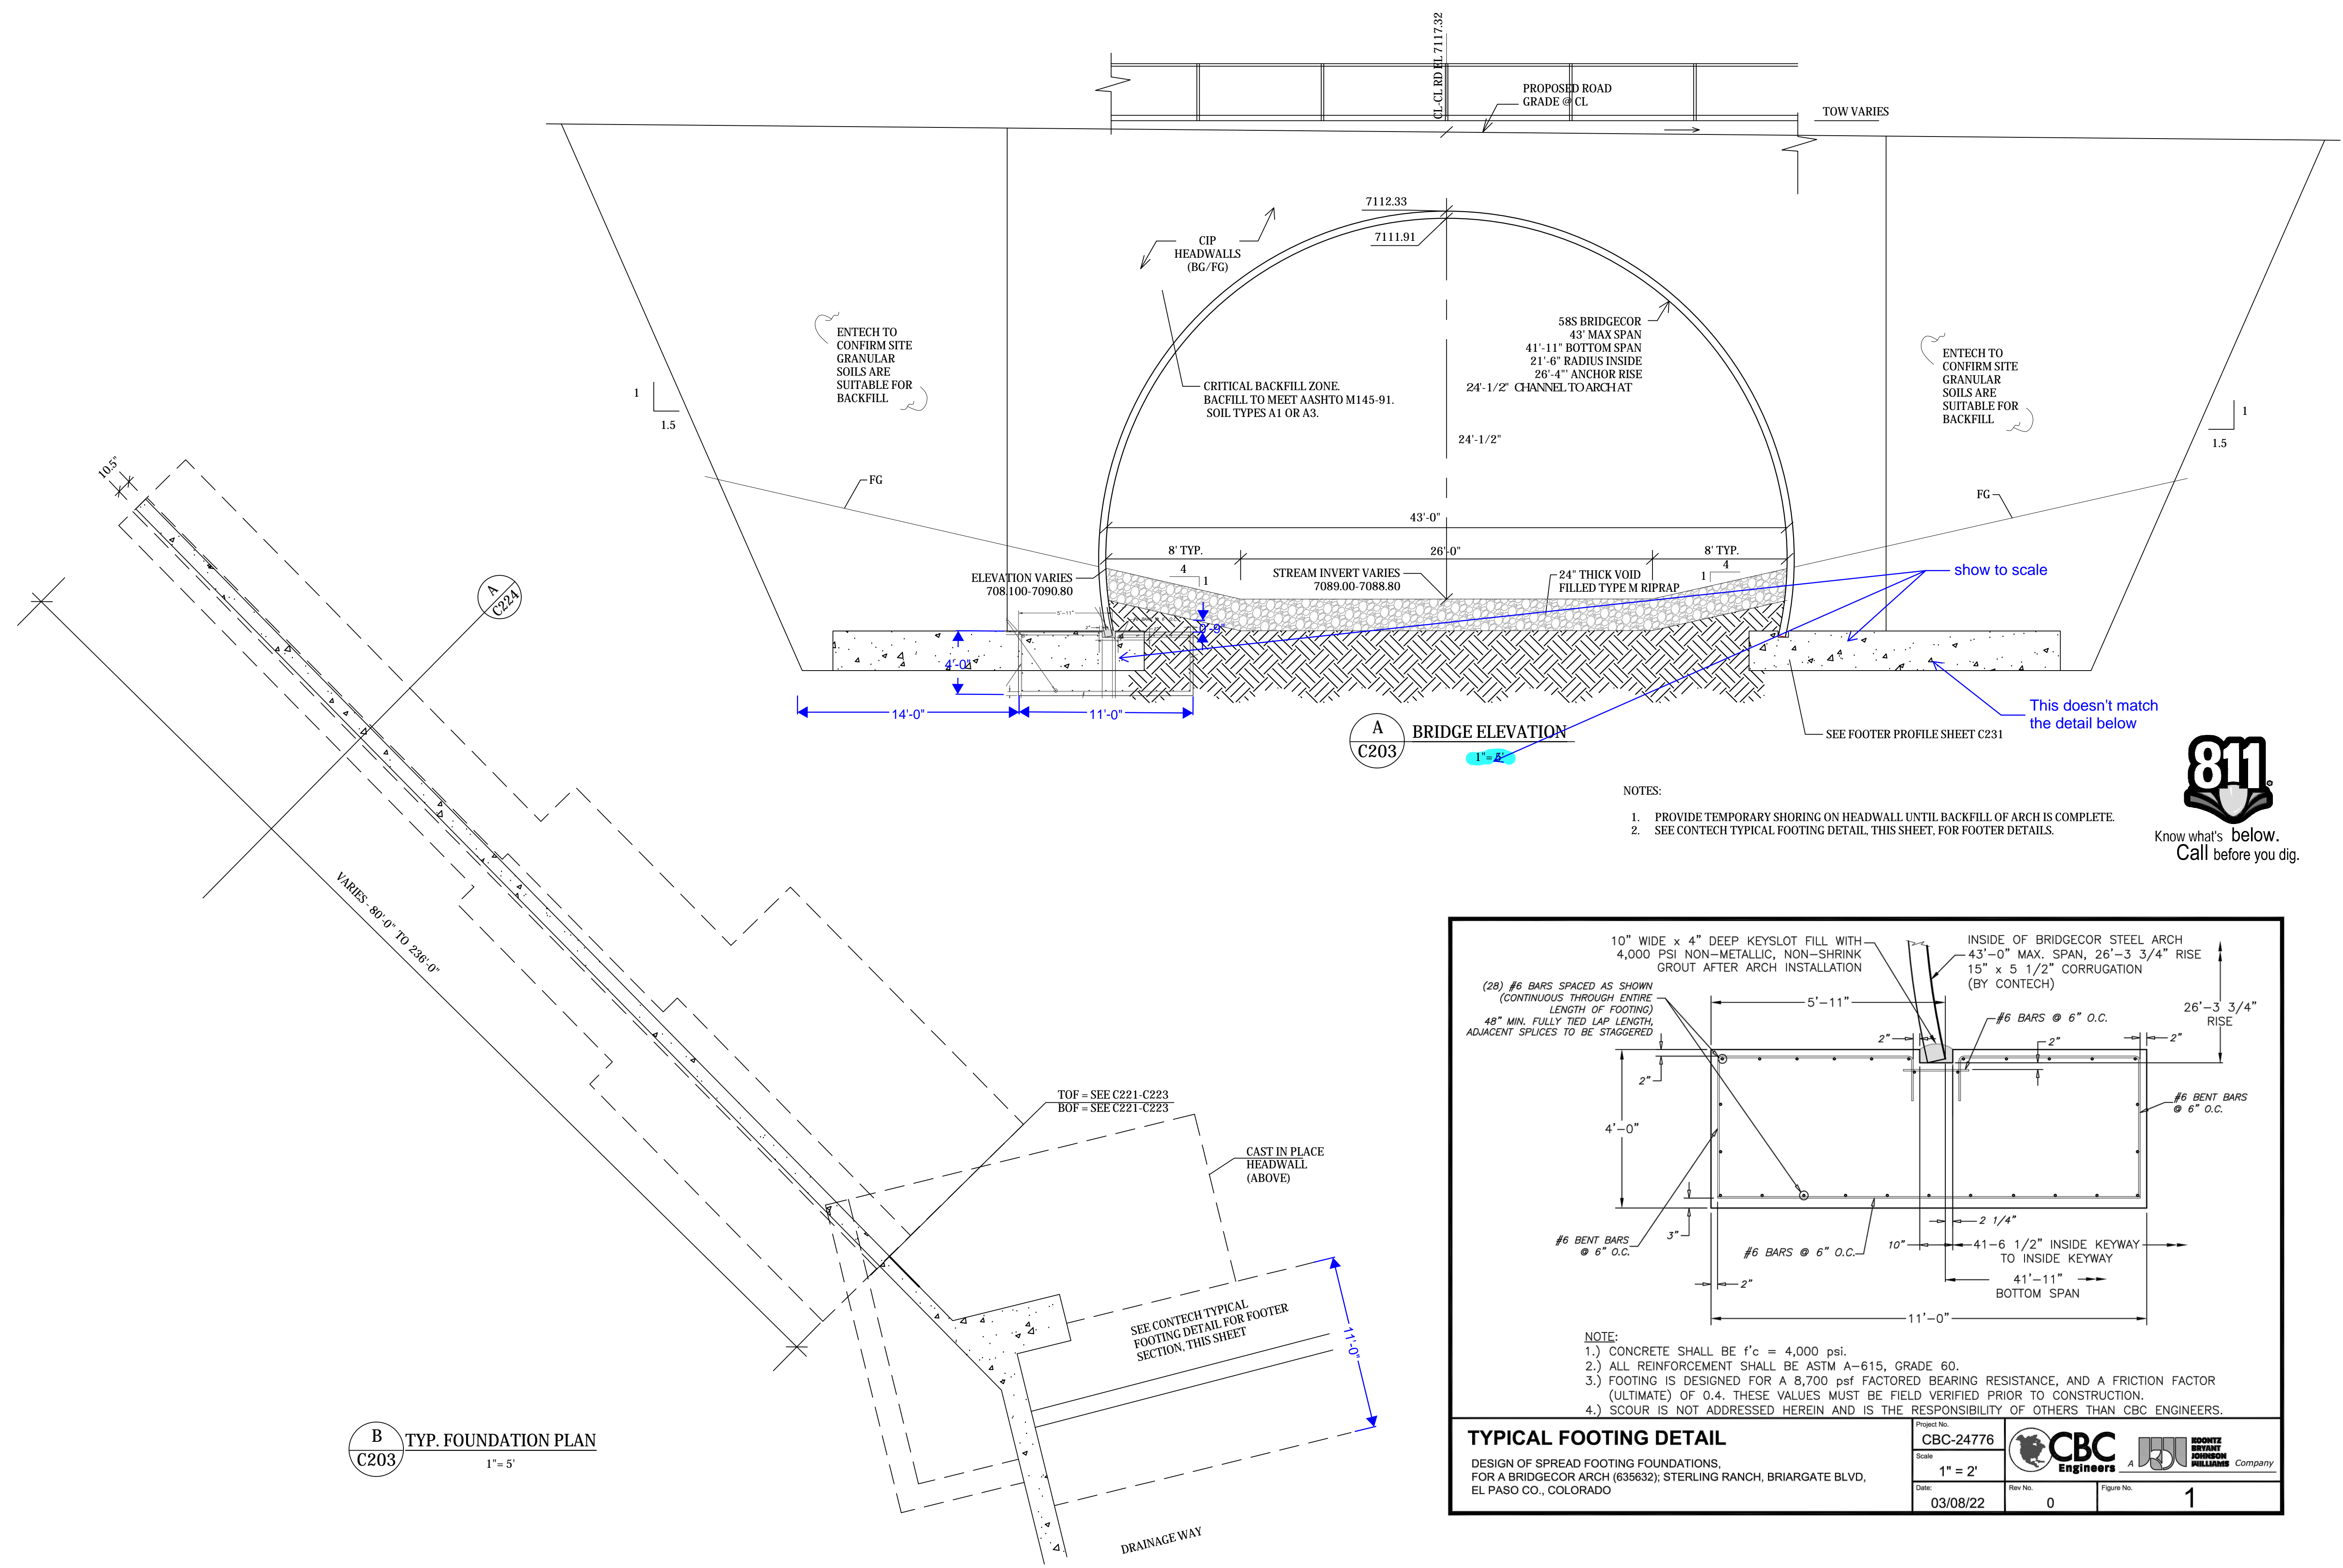 CL-CL RD EL 7117.32
PROPOSED ROAD
GRADE @ CL
TOW VARIES
7112.33
7111.91
CIP
HEADWALLS
(BG/FG)
ENTECH TO
CONFIRM SITE
GRANULAR
SOILS ARE
SUITABLE FOR
BACKFILL
58S BRIDGECOR
43' MAX SPAN
41'-11" BOTTOM SPAN
21'-6" RADIUS INSIDE
26'-4"' ANCHOR RISE
24'-1/2" CHANNEL TO ARCH AT
ENTECH TO
CONFIRM SITE
GRANULAR
SOILS ARE
SUITABLE FOR
BACKFILL
CRITICAL BACKFILL ZONE.
BACFILL TO MEET AASHTO M145-91.
SOIL TYPES A1 OR A3.
1
1.5
1
1.5
24'-1/2"
FG
FG
43'-0"
8' TYP.
26'-0"
8' TYP.
4
1
4
1
ELEVATION VARIES
708.100-7090.80
STREAM INVERT VARIES
7089.00-7088.80
24" THICK VOID
FILLED TYPE M RIPRAP
show to scale
5'-11"
2"
0'-9"
4'-0"
14'-0"
11'-0"
This doesn't match
the detail below
SEE FOOTER PROFILE SHEET C231
A
C203
BRIDGE ELEVATION
1"= 5'
NOTES:
1. PROVIDE TEMPORARY SHORING ON HEADWALL UNTIL BACKFILL OF ARCH IS COMPLETE.
2. SEE CONTECH TYPICAL FOOTING DETAIL, THIS SHEET, FOR FOOTER DETAILS.
811
Know what's below.
Call before you dig.
10.5"
A
C224
VARIES - 80'-0" TO 236'-0"
TOF = SEE C221-C223
BOF = SEE C221-C223
CAST IN PLACE
HEADWALL
(ABOVE)
SEE CONTECH TYPICAL
FOOTING DETAIL FOR FOOTER
SECTION, THIS SHEET
11'-0"
DRAINAGE WAY
B
C203
TYP. FOUNDATION PLAN
1"= 5'
10" WIDE x 4" DEEP KEYSLOT FILL WITH
4,000 PSI NON-METALLIC, NON-SHRINK
GROUT AFTER ARCH INSTALLATION
INSIDE OF BRIDGECOR STEEL ARCH
43'-0" MAX. SPAN, 26'-3 3/4" RISE
15" x 5 1/2" CORRUGATION
(BY CONTECH)
(28) #6 BARS SPACED AS SHOWN
(CONTINUOUS THROUGH ENTIRE
LENGTH OF FOOTING)
48" MIN. FULLY TIED LAP LENGTH,
ADJACENT SPLICES TO BE STAGGERED
5'-11"
26'-3 3/4"
RISE
#6 BARS @ 6" O.C.
2"
2"
2"
2"
#6 BENT BARS
@ 6" O.C.
4'-0"
2 1/4"
3"
#6 BENT BARS
@ 6" O.C.
#6 BARS @ 6" O.C.
10"
41-6 1/2" INSIDE KEYWAY
TO INSIDE KEYWAY
2"
41'-11"
BOTTOM SPAN
11'-0"
NOTE:
1.) CONCRETE SHALL BE f'c = 4,000 psi.
2.) ALL REINFORCEMENT SHALL BE ASTM A-615, GRADE 60.
3.) FOOTING IS DESIGNED FOR A 8,700 psf FACTORED BEARING RESISTANCE, AND A FRICTION FACTOR
(ULTIMATE) OF 0.4. THESE VALUES MUST BE FIELD VERIFIED PRIOR TO CONSTRUCTION.
4.) SCOUR IS NOT ADDRESSED HEREIN AND IS THE RESPONSIBILITY OF OTHERS THAN CBC ENGINEERS.
TYPICAL FOOTING DETAIL
DESIGN OF SPREAD FOOTING FOUNDATIONS,
FOR A BRIDGECOR ARCH (635632); STERLING RANCH, BRIARGATE BLVD,
EL PASO CO., COLORADO
Project No.
CBC-24776
Scale
1" = 2'
Date:
03/08/22
Rev No.
0
Figure No.
1
CBC
Engineers
A
KOONTZ
BRYANT
JOHNSON
WILLIAMS
Company